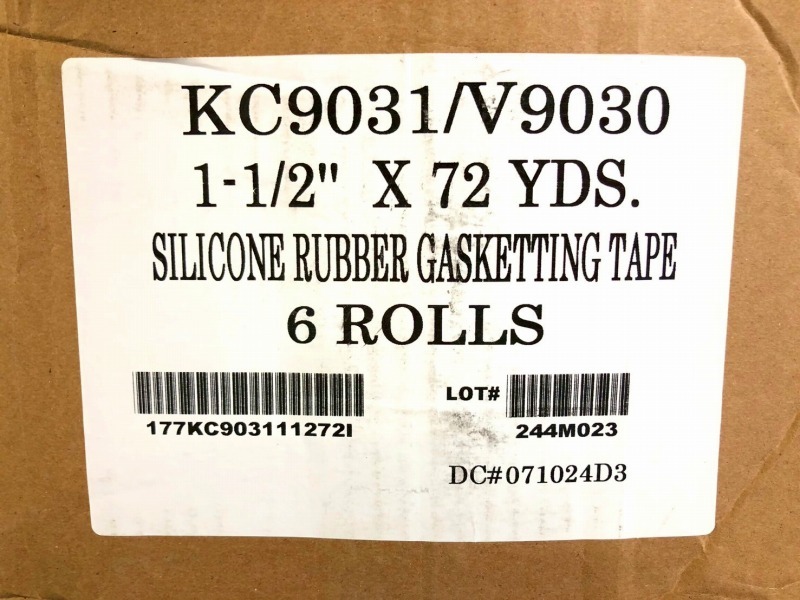 KC9031/V9030
1-1/2" X 72 YDS.
SILICONE RUBBER GASKETTING TAPE
6 ROLLS
LOT#
177KC903111272I
244M023
DC#071024D3